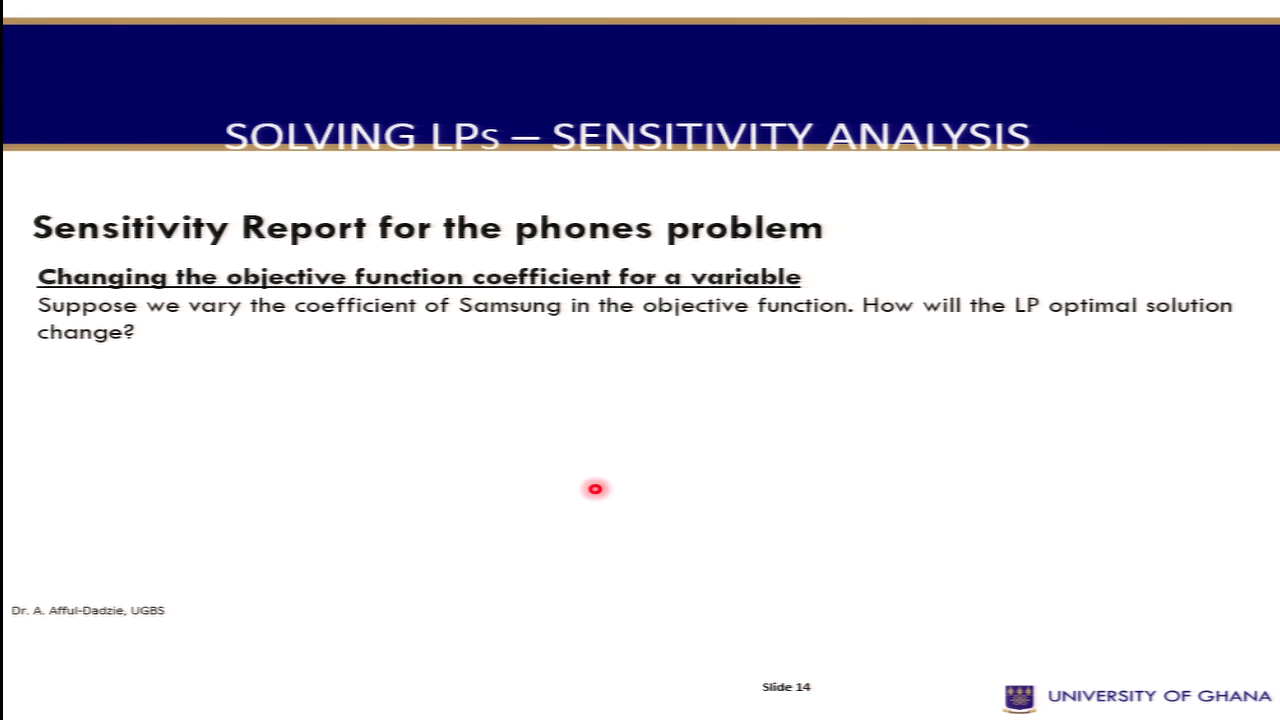 SOLVING LPs – SENSITIVITY ANALYSIS
Sensitivity Report for the phones problem
Changing the objective function coefficient for a variable
Suppose we vary the coefficient of Samsung in the objective function. How will the LP optimal solution
change?
Dr. A. Afful-Dadzie, UGBS
Slide 14
UNIVERSITY OF GHANA